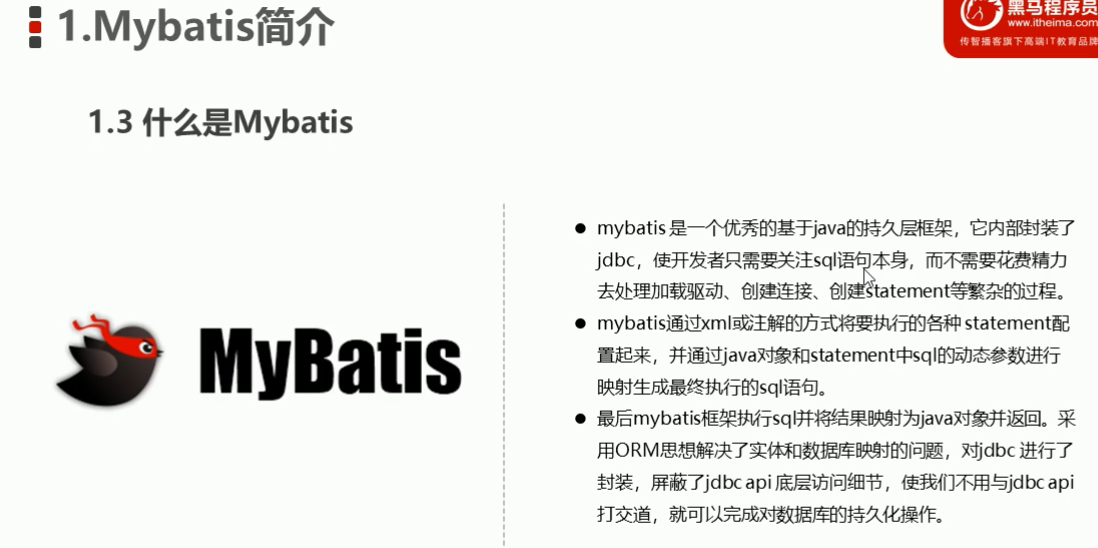 1.Mybatis简介
黑马程序员
www.itheima.com
传智播客旗下高端IT教育品牌
1.3 什么是Mybatis
MyBatis
● mybatis 是一个优秀的基于java的持久层框架，它内部封装了
jdbc，使开发者只需要关注sql语句本身，而不需要花费精力
去处理加载驱动、创建连接、创建statement等繁杂的过程。
● mybatis通过xml或注解的方式将要执行的各种 statement配
置起来，并通过java对象和statement中sql的动态参数进行
映射生成最终执行的sql语句。
● 最后mybatis框架执行sql并将结果映射为java对象并返回。采
用ORM思想解决了实体和数据库映射的问题，对jdbc 进行了
封装，屏蔽了jdbc api 底层访问细节，使我们不用与jdbc api
打交道，就可以完成对数据库的持久化操作。